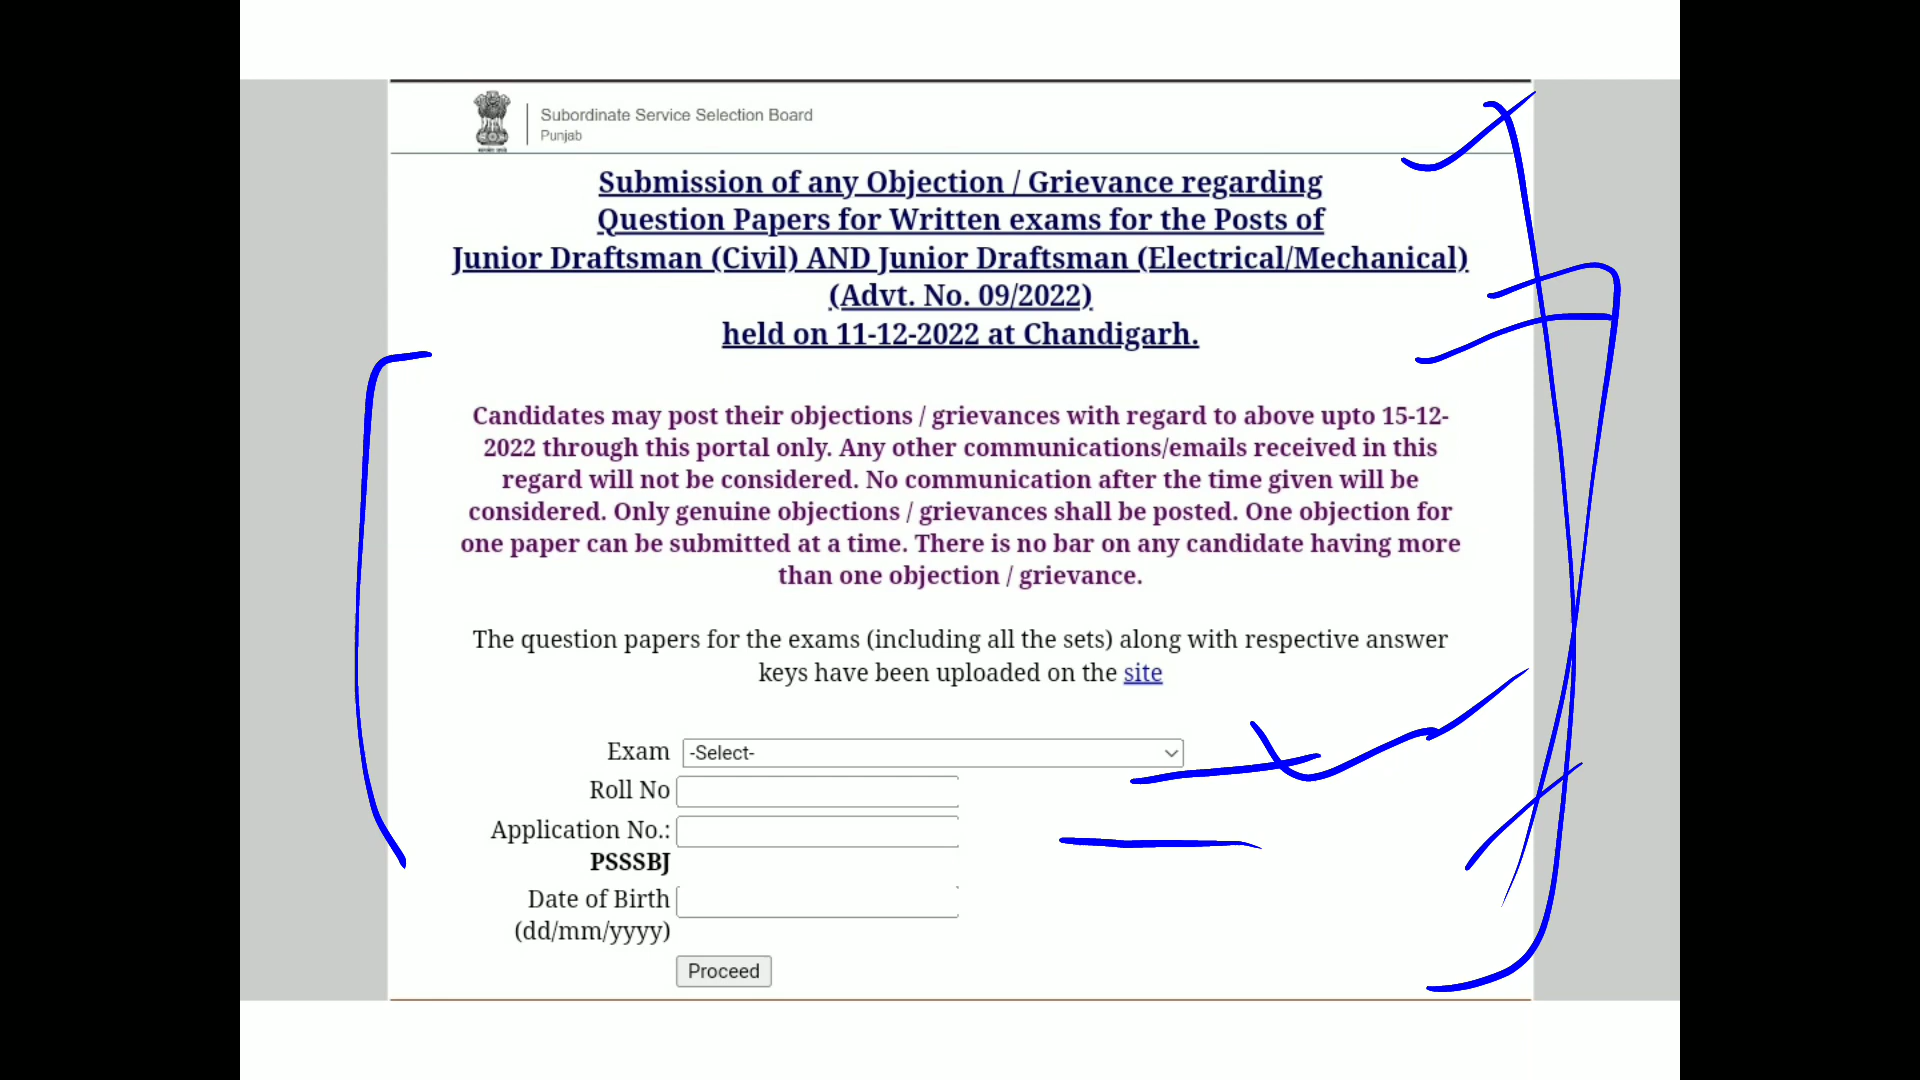 Subordinate Service Selection Board
Punjab
Submission of any Objection / Grievance regarding
Question Papers for Written exams for the Posts of
Junior Draftsman (Civil) AND Junior Draftsman (Electrical/Mechanical)
(Advt. No. 09/2022)
held on 11-12-2022 at Chandigarh.
Candidates may post their objections / grievances with regard to above upto 15-12-
2022 through this portal only. Any other communications/emails received in this
regard will not be considered. No communication after the time given will be
considered. Only genuine objections / grievances shall be posted. One objection for
one paper can be submitted at a time. There is no bar on any candidate having more
than one objection / grievance.
The question papers for the exams (including all the sets) along with respective answer
keys have been uploaded on the site
Exam -Select-
Roll No
Application No.:
PSSSBJ
Date of Birth
(dd/mm/yyyy)
Proceed